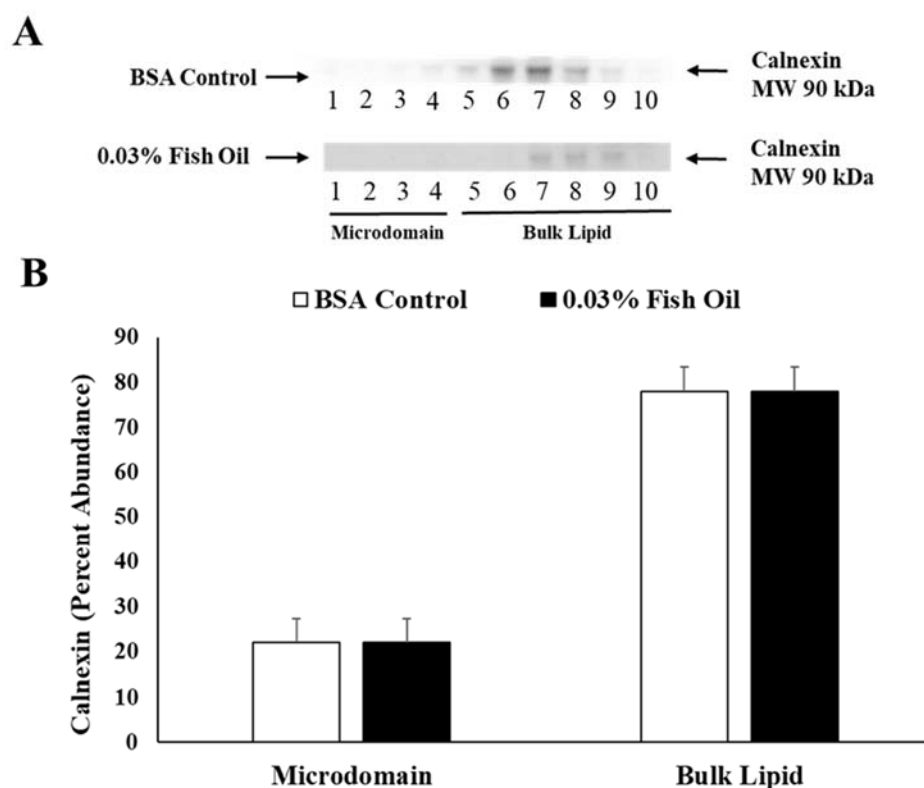 A
BSA Control
Calnexin
MW 90 kDa
1 2 3 4 5 6 7 8 9 10
0.03% Fish Oil
Calnexin
MW 90 kDa
1 2 3 4 5 6 7 8 9 10
Microdomain Bulk Lipid
B
BSA Control 0.03% Fish Oil
Calnexin (Percent Abundance)
90
80
70
60
50
40
30
20
10
0
Microdomain Bulk Lipid